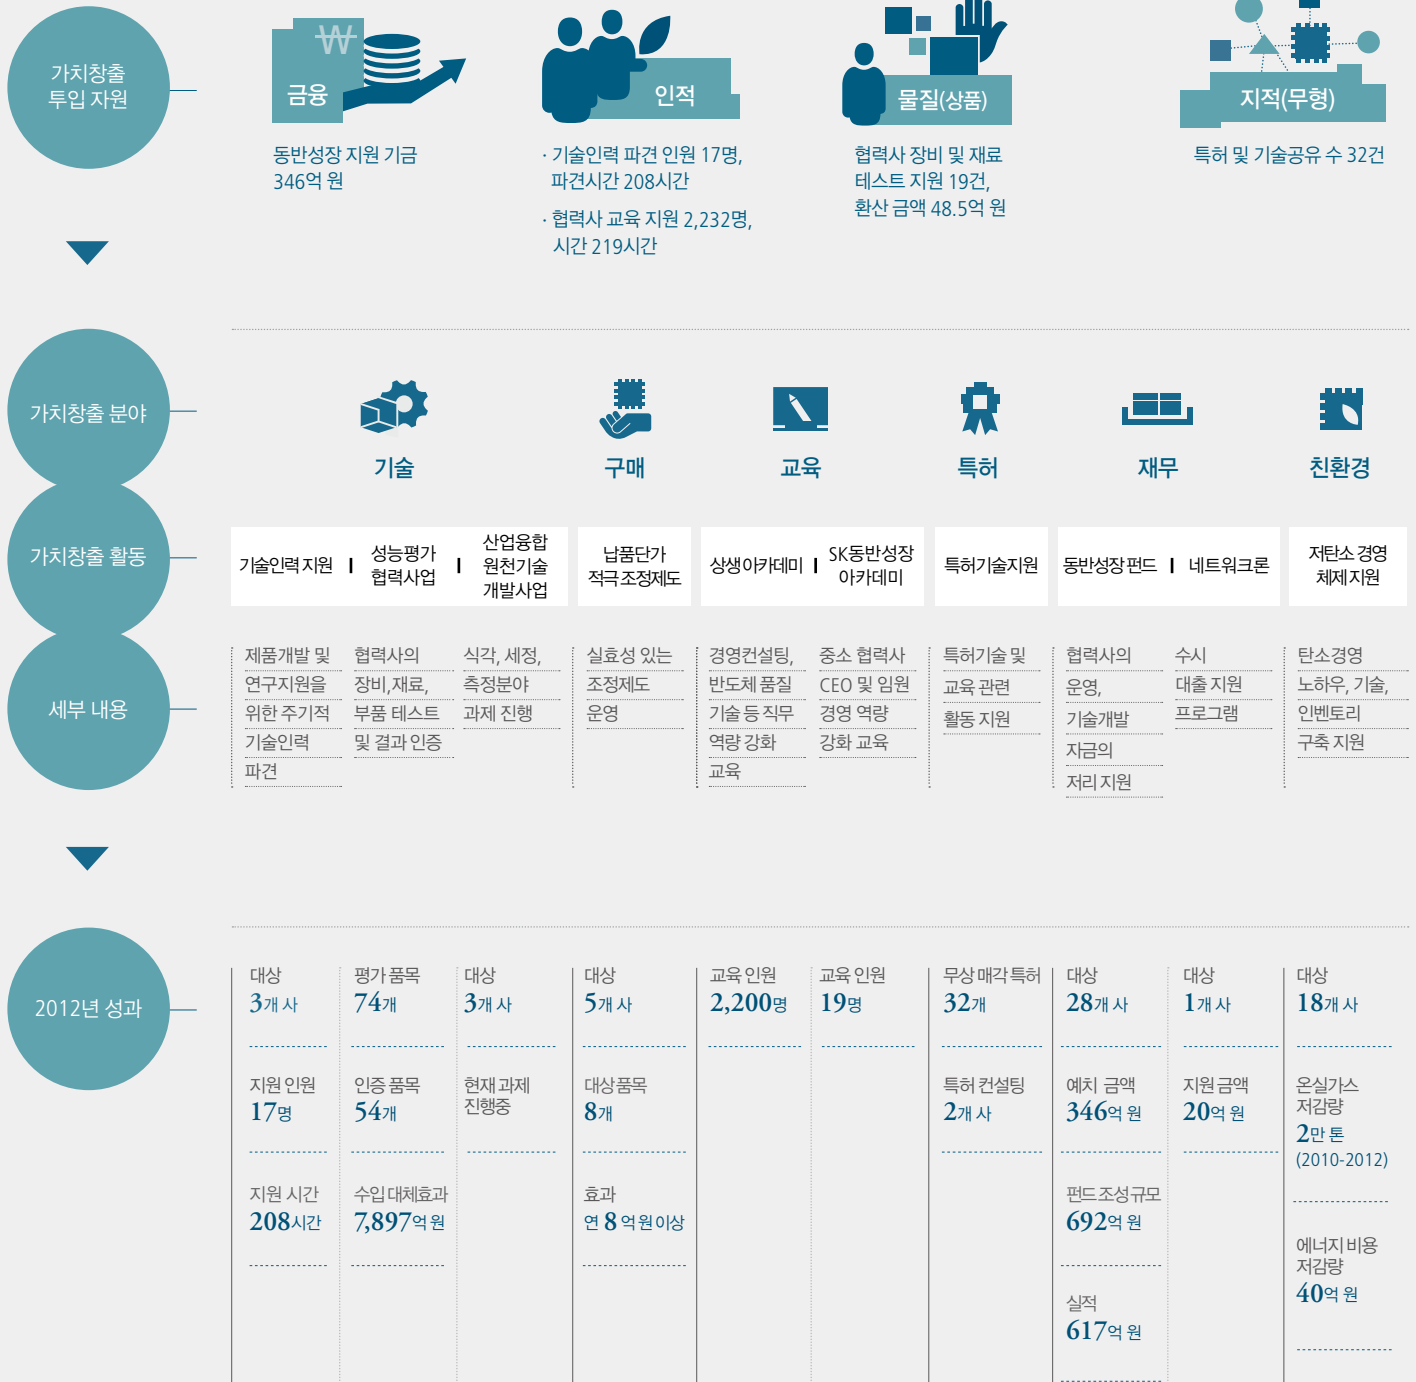 가치창출
투입 자원
₩
금융
인적
물질(상품)
지적(무형)
동반성장 지원 기금
346억 원
· 기술인력 파견 인원 17명,
파견시간 208시간
· 협력사 교육 지원 2,232명,
시간 219시간
협력사 장비 및 재료
테스트 지원 19건,
환산 금액 48.5억 원
특허 및 기술공유 수 32건
가치창출 분야
기술
구매
교육
특허
재무
친환경
가치창출 활동
기술인력 지원
성능평가
협력사업
산업융합
원천기술
개발사업
납품단가
적극 조정제도
상생 아카데미
SK동반성장
아카데미
특허기술지원
동반성장 펀드
네트워크론
저탄소 경영
체제 지원
세부 내용
제품개발 및
연구지원을
위한 주기적
기술인력
파견
협력사의
장비,재료,
부품 테스트
및 결과 인증
식각, 세정,
측정분야
과제 진행
실효성 있는
조정제도
운영
경영컨설팅,
반도체 품질
기술 등 직무
역량 강화
교육
중소 협력사
CEO 및 임원
경영 역량
강화 교육
특허기술 및
교육 관련
활동 지원
협력사의
운영,
기술개발
자금의
저리 지원
수시
대출 지원
프로그램
탄소경영
노하우, 기술,
인벤토리
구축 지원
2012년 성과
대상
3개 사
지원 인원
17명
지원 시간
208시간
평가 품목
74개
인증 품목
54개
수입 대체효과
7,897억 원
대상
3개 사
현재 과제
진행중
대상
5개 사
대상 품목
8개
효과
연 8 억 원 이상
교육 인원
2,200명
교육 인원
19명
무상 매각 특허
32개
특허 컨설팅
2개 사
대상
28개 사
예치 금액
346억 원
펀드 조성 규모
692억 원
실적
617억 원
대상
1개 사
지원 금액
20억 원
대상
18개 사
온실가스
저감량
2만 톤
(2010-2012)
에너지 비용
저감량
40억 원